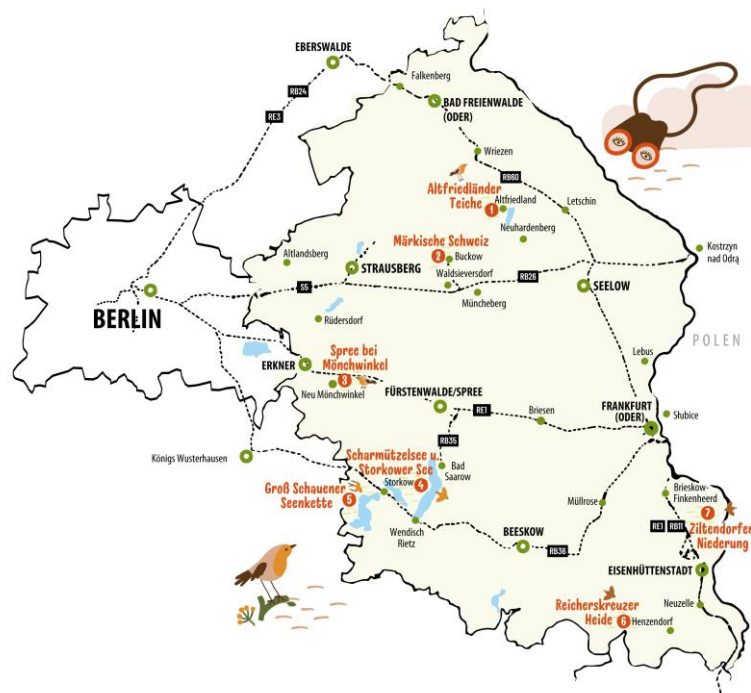 EBERSWALDE
Falkenberg
RB24
BAD FREIENWALDE
(ODER)
RE3
Wriezen
RB60
Altfriedländer
Teiche
1
Altfriedland
Letschin
Neuhardenberg
Märkische Schweiz
2
Buckow
Kostrzyn
nad Odrą
Altlandsberg
STRAUSBERG
Waldsieversdorf
RB26
S5
SEELOW
BERLIN
Müncheberg
Rüdersdorf
POLEN
Spree bei
Mönchwinkel
3
Lebus
ERKNER
Neu Mönchwinkel
FÜRSTENWALDE/SPREE
FRANKFURT
(ODER)
RE1
Briesen
Słubice
RB35
Königs Wusterhausen
Scharmützelsee u.
Storkower See
4
Bad
Saarow
Groß Schauener
Seenkette
5
Storkow
Müllrose
Brieskow-
Finkenheerd
7
Ziltendorfer
Niederung
Wendisch
Rietz
RE1
RB11
BEESKOW
RB36
EISENHÜTTENSTADT
Reicherskreuzer
Heide
6
Neuzelle
Henzendorf